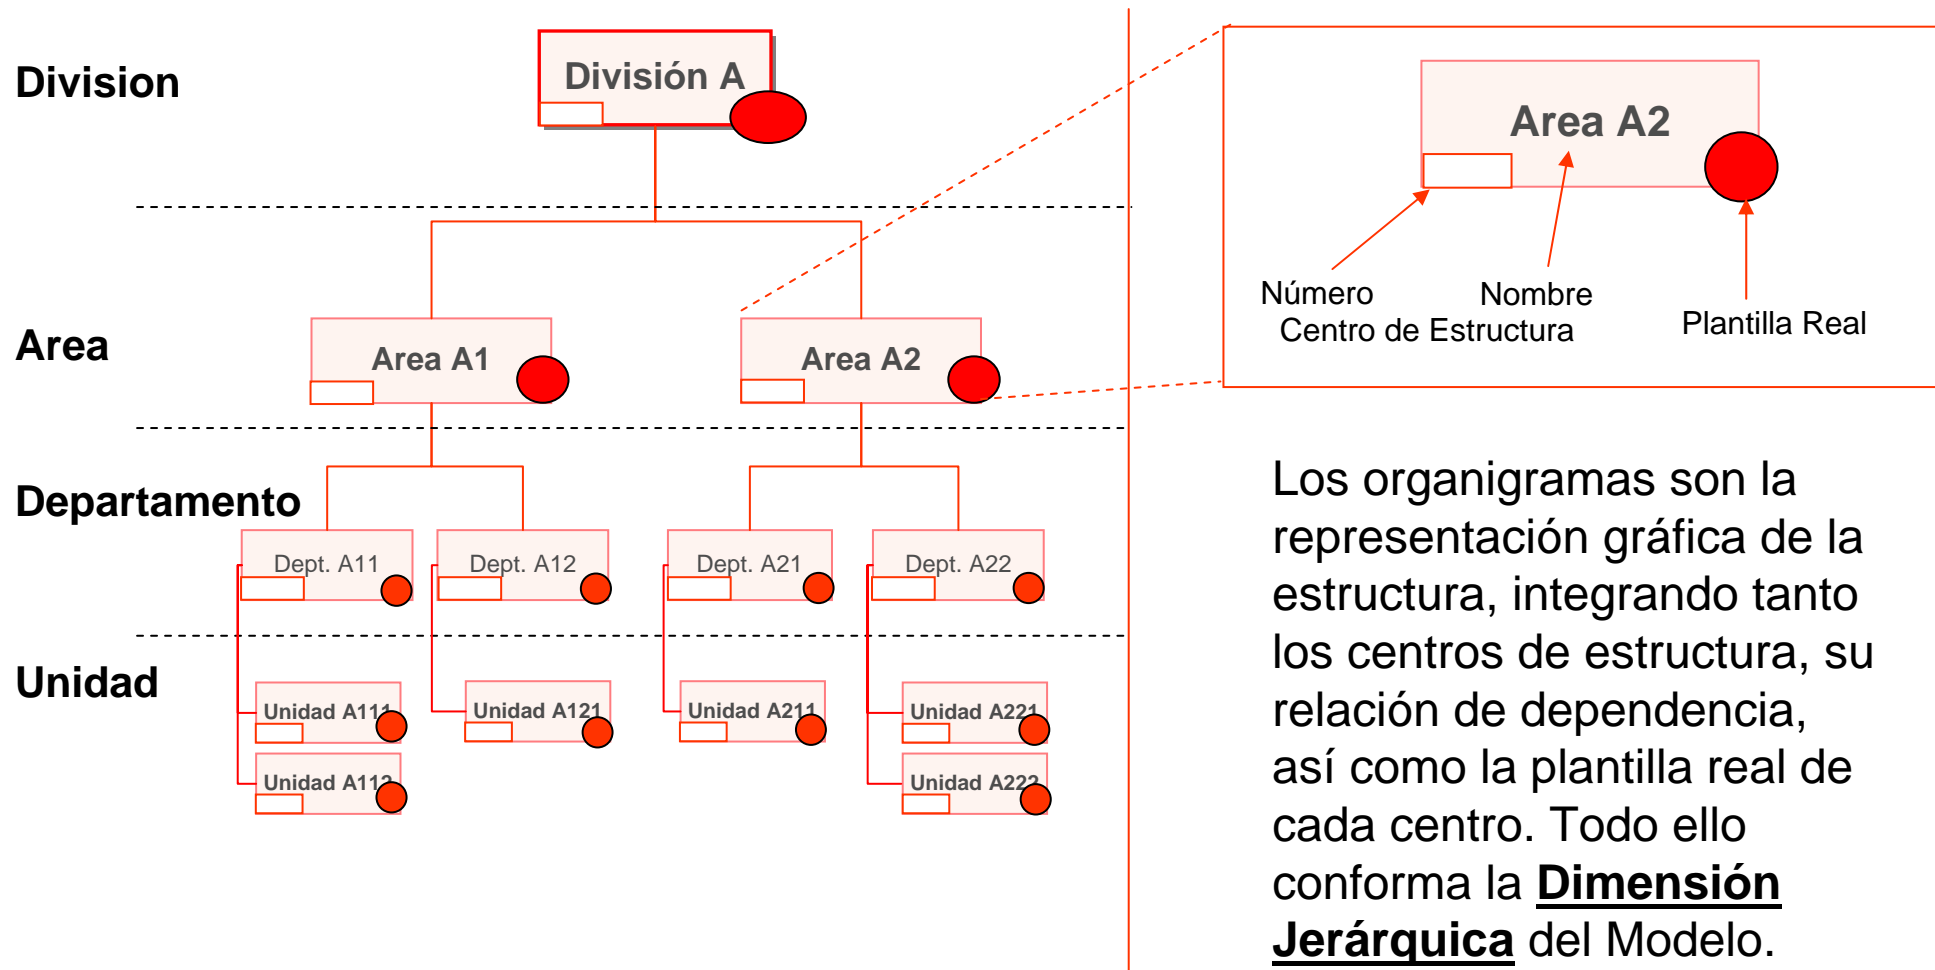 Division
División A
Area
Area A1
Area A2
Departamento
Dept. A11
Dept. A12
Dept. A21
Dept. A22
Unidad
Unidad A111
Unidad A121
Unidad A211
Unidad A221
Unidad A112
Unidad A222
Area A2
Número Nombre
Centro de Estructura
Plantilla Real
Los organigramas son la
representación gráfica de la
estructura, integrando tanto
los centros de estructura, su
relación de dependencia,
así como la plantilla real de
cada centro. Todo ello
conforma la Dimensión
Jerárquica del Modelo.